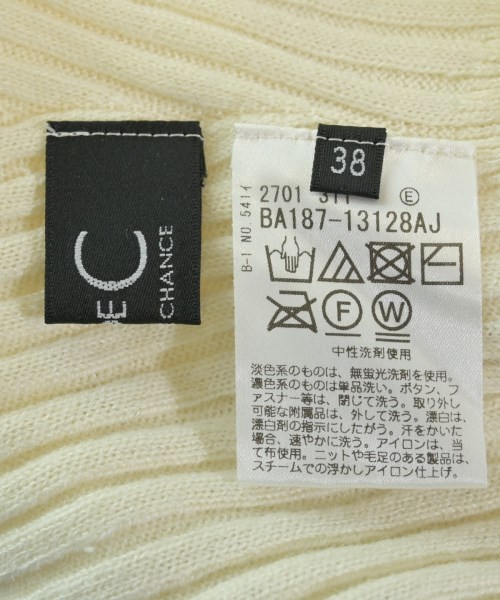 CHANCE
38
B-1 NO.541イ
2701 311 Ⓔ
BA187-13128AJ
F W
中性洗剤使用
淡色系のものは、無蛍光洗剤を使用。
濃色系のものは単品洗い。ボタン、フ
ァスナー等は、閉じて洗う。取り外し
可能な附属品は、外して洗う。漂白は、
漂白剤の指示にしたがう。汗をかいた
場合、速やかに洗う。アイロンは、当
て布使用。ニットや毛足のある製品は、
スチームでの浮かしアイロン仕上げ。